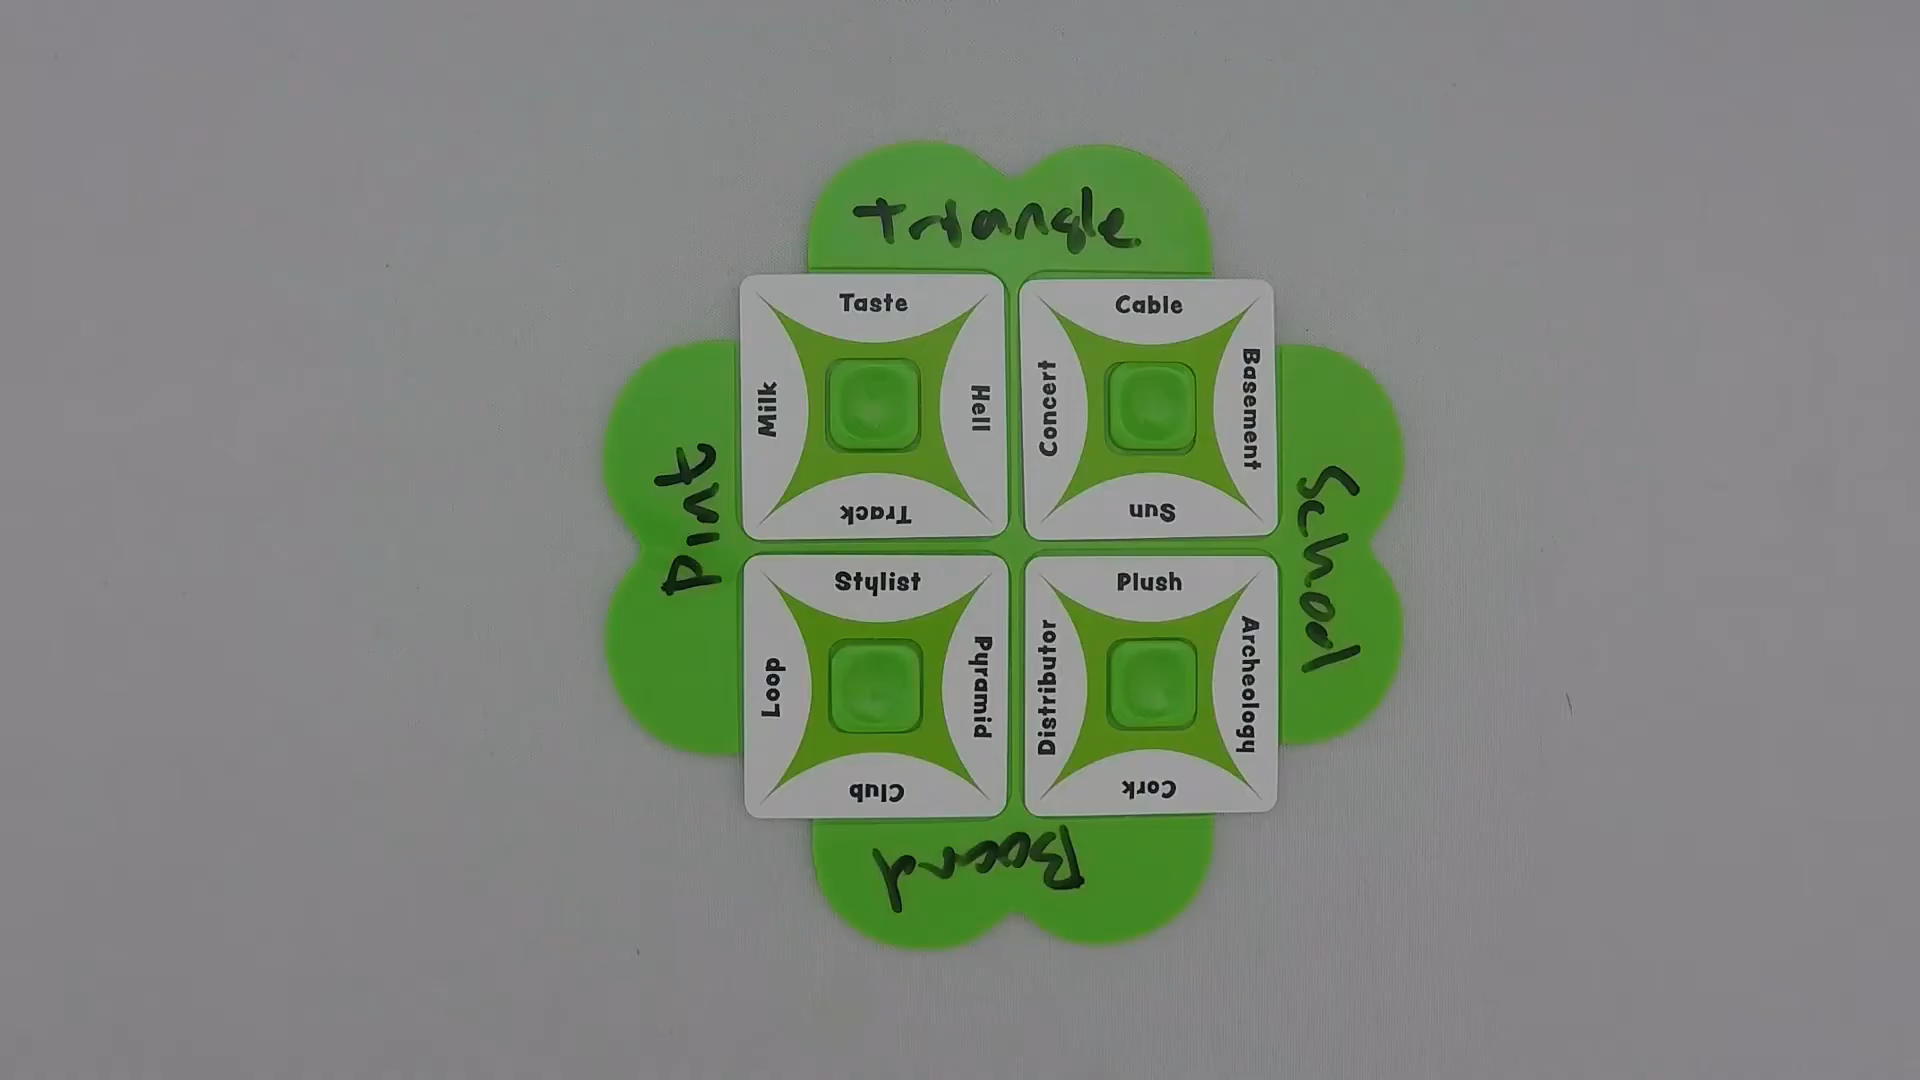 Triangle
Taste
Cable
Milk
Hell
Concert
Basement
Track
Sun
Pint
School
Stylist
Plush
Loop
Pyramid
Distributor
Archeology
Club
Cork
Board